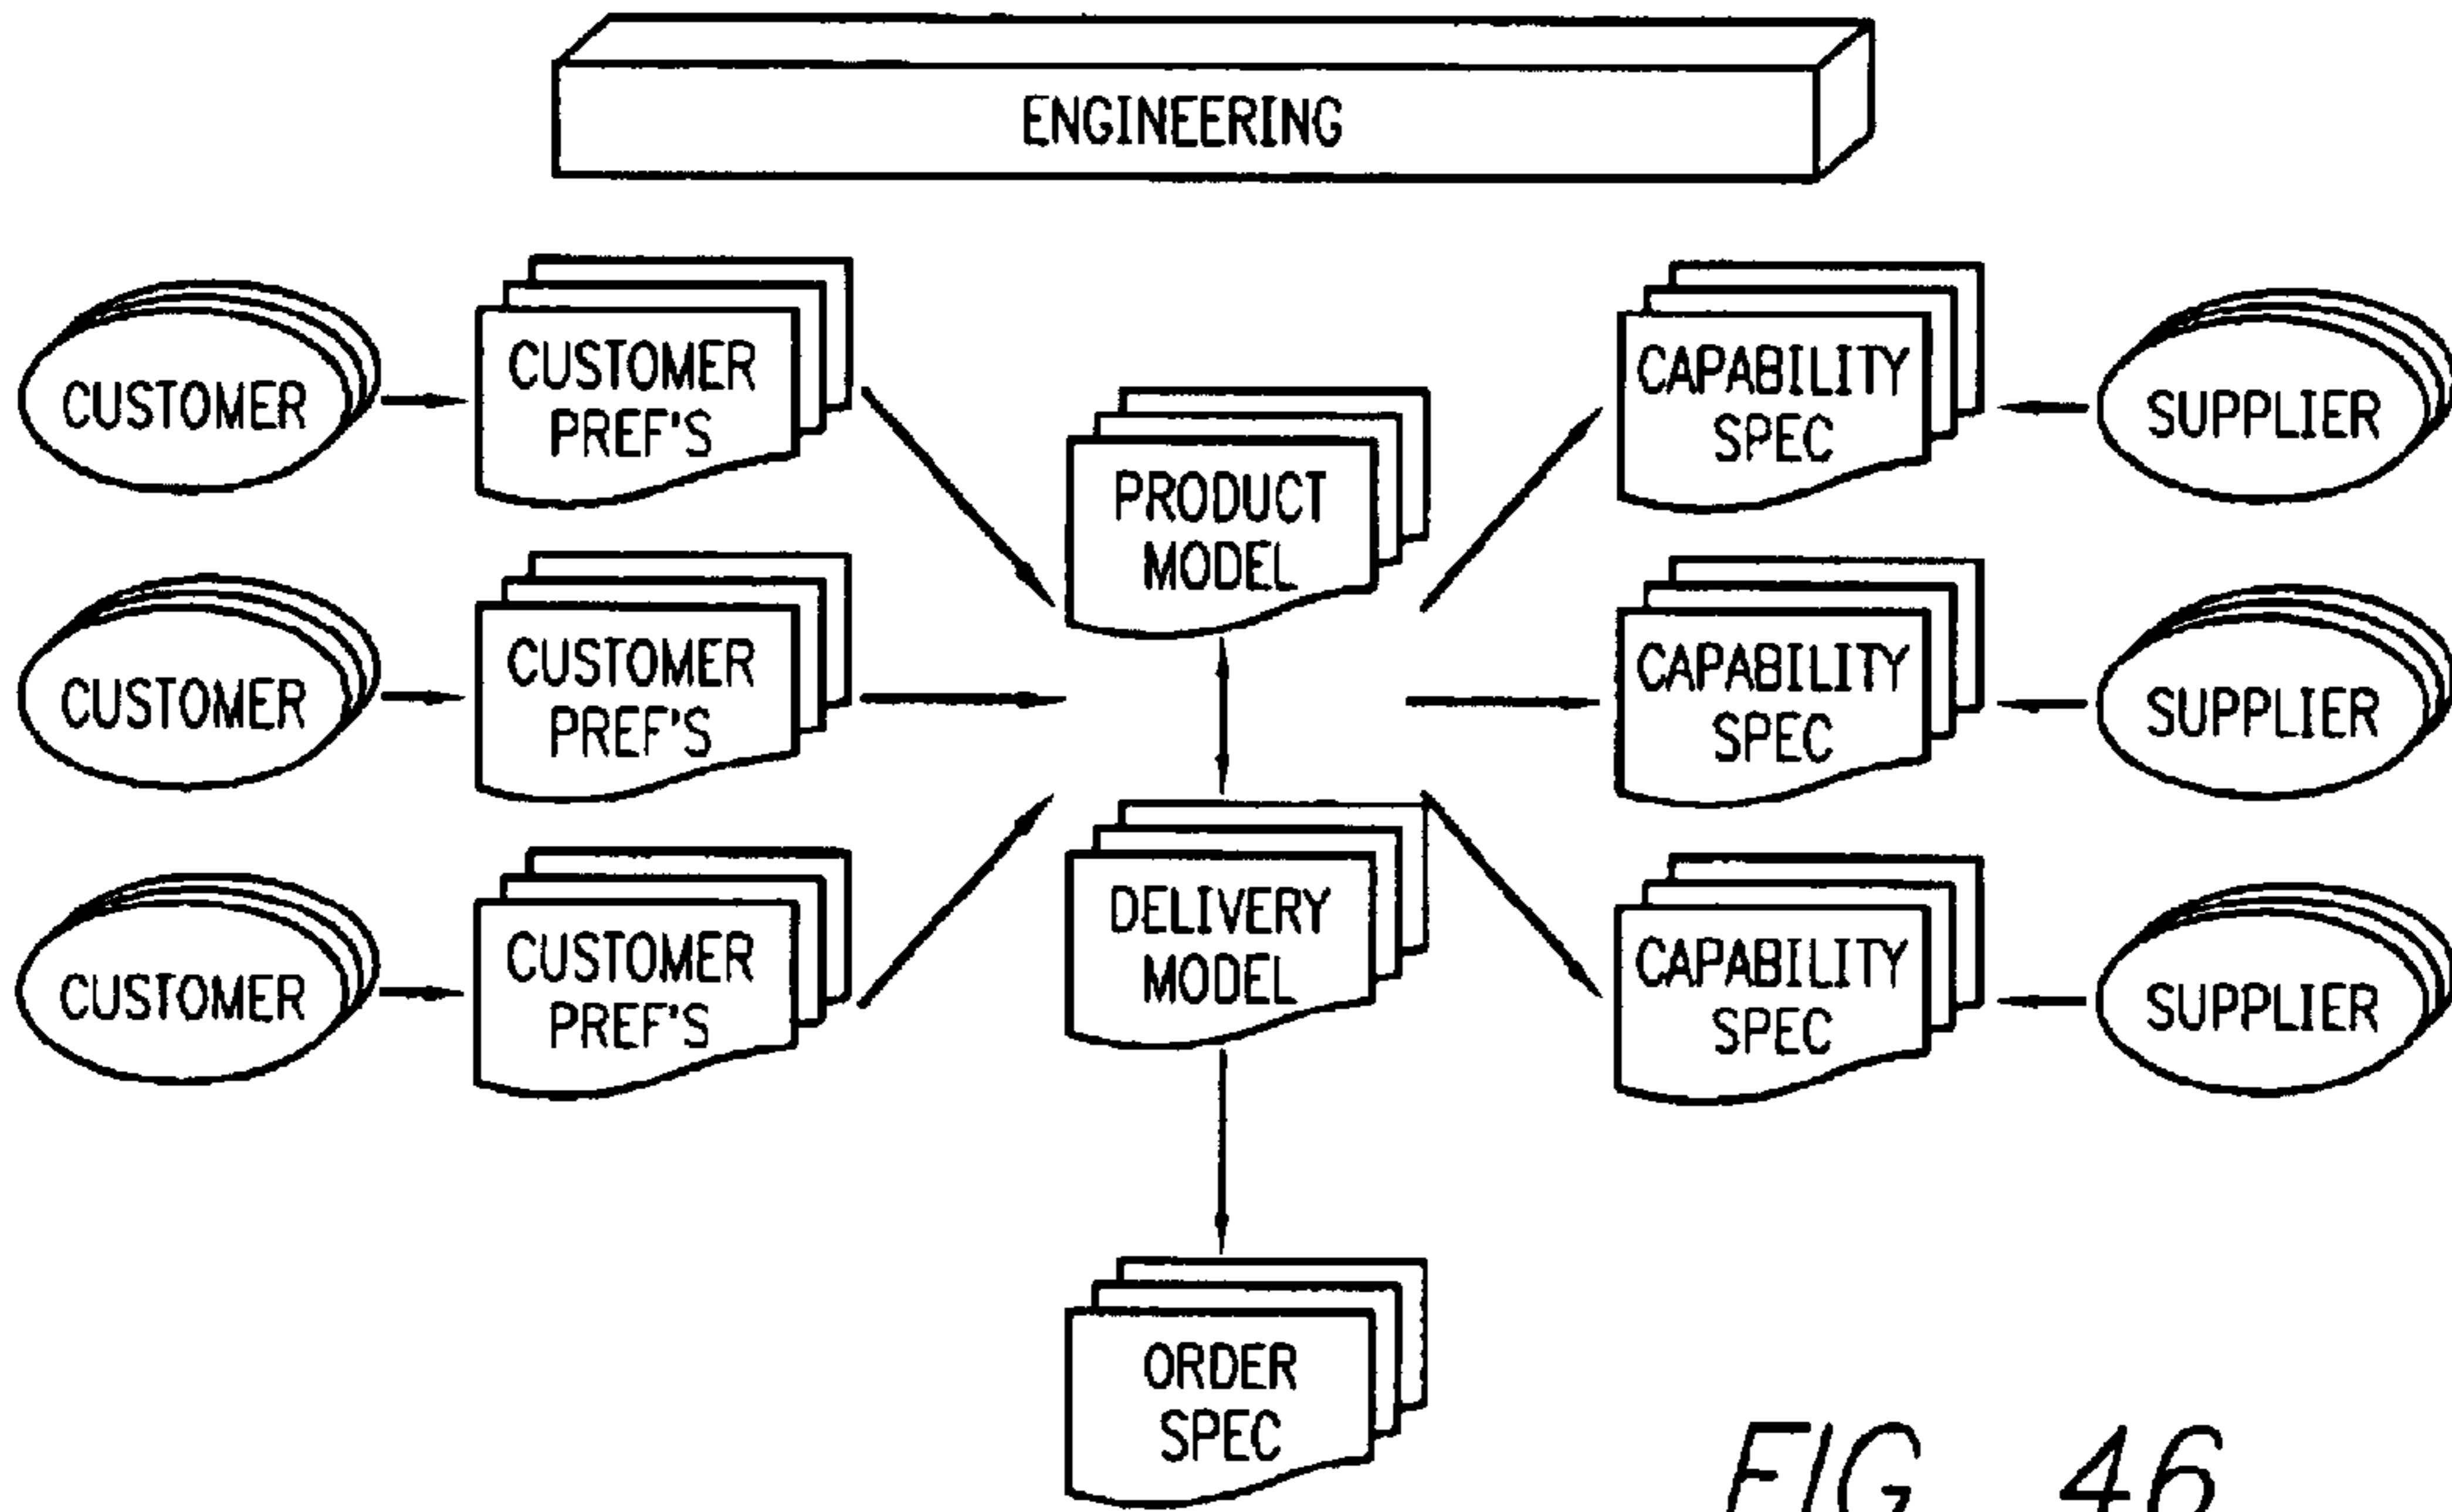 ENGINEERING
CUSTOMER
CUSTOMER
PREF'S
PRODUCT
MODEL
CAPABILITY
SPEC
SUPPLIER
CUSTOMER
CUSTOMER
PREF'S
CAPABILITY
SPEC
SUPPLIER
CUSTOMER
CUSTOMER
PREF'S
DELIVERY
MODEL
CAPABILITY
SPEC
SUPPLIER
ORDER
SPEC
FIG. 46